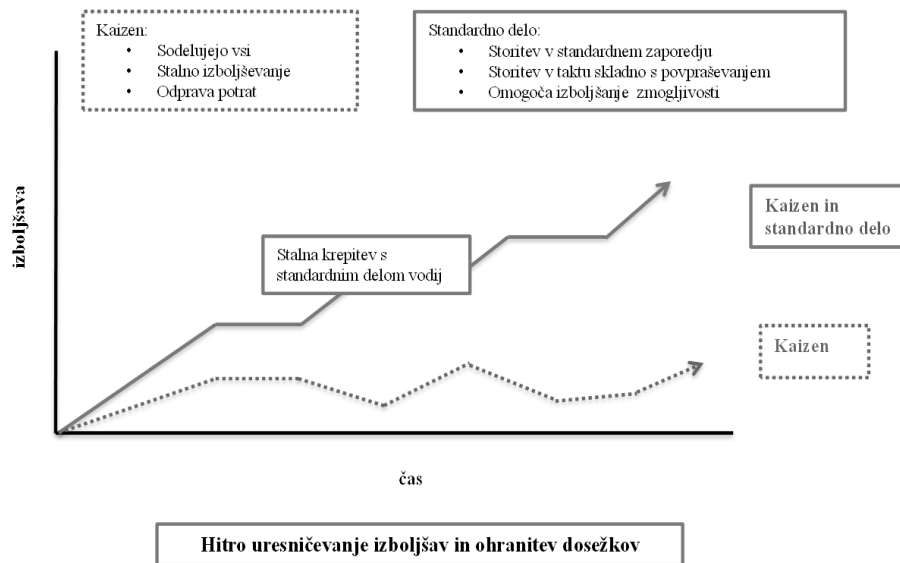 Kaizen:
• Sodelujejo vsi
• Stalno izboljševanje
• Odprava potrat
Standardno delo:
• Storitev v standardnem zaporedju
• Storitev v taktu skladno s povpraševanjem
• Omogoča izboljšanje zmogljivosti
izboljšava
Kaizen in
standardno delo
Stalna krepitev s
standardnim delom vodij
Kaizen
čas
Hitro uresničevanje izboljšav in ohranitev dosežkov